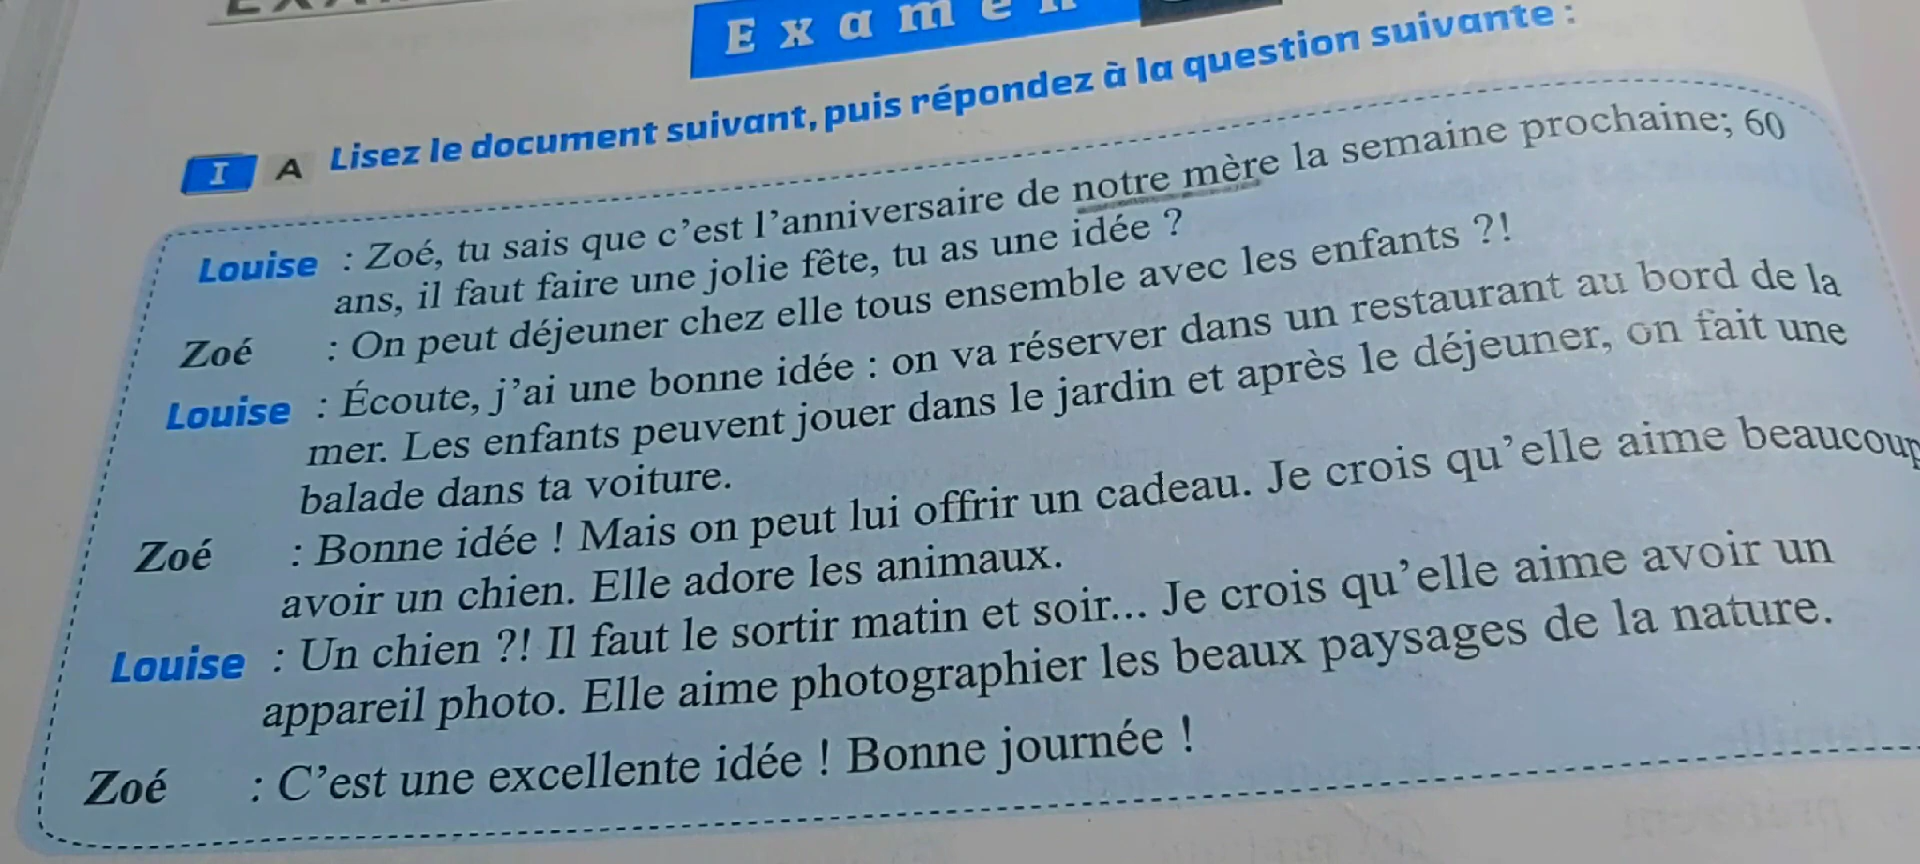 Examen
I A Lisez le document suivant, puis répondez à la question suivante :
Louise : Zoé, tu sais que c'est l'anniversaire de notre mère la semaine prochaine; 60
ans, il faut faire une jolie fête, tu as une idée ?
Zoé : On peut déjeuner chez elle tous ensemble avec les enfants ?!
Louise : Écoute, j'ai une bonne idée : on va réserver dans un restaurant au bord de la
mer. Les enfants peuvent jouer dans le jardin et après le déjeuner, on fait une
balade dans ta voiture.
Zoé : Bonne idée ! Mais on peut lui offrir un cadeau. Je crois qu'elle aime beaucoup
avoir un chien. Elle adore les animaux.
Louise : Un chien ?! Il faut le sortir matin et soir... Je crois qu'elle aime avoir un
appareil photo. Elle aime photographier les beaux paysages de la nature.
Zoé : C'est une excellente idée ! Bonne journée !